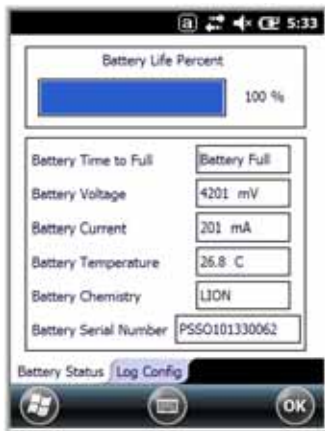 a 5:33
Battery Life Percent
100 %
Battery Time to Full Battery Full
Battery Voltage 4201 mV
Battery Current 201 mA
Battery Temperature 26.8 C
Battery Chemistry LION
Battery Serial Number PSSO101330062
Battery Status Log Config
OK